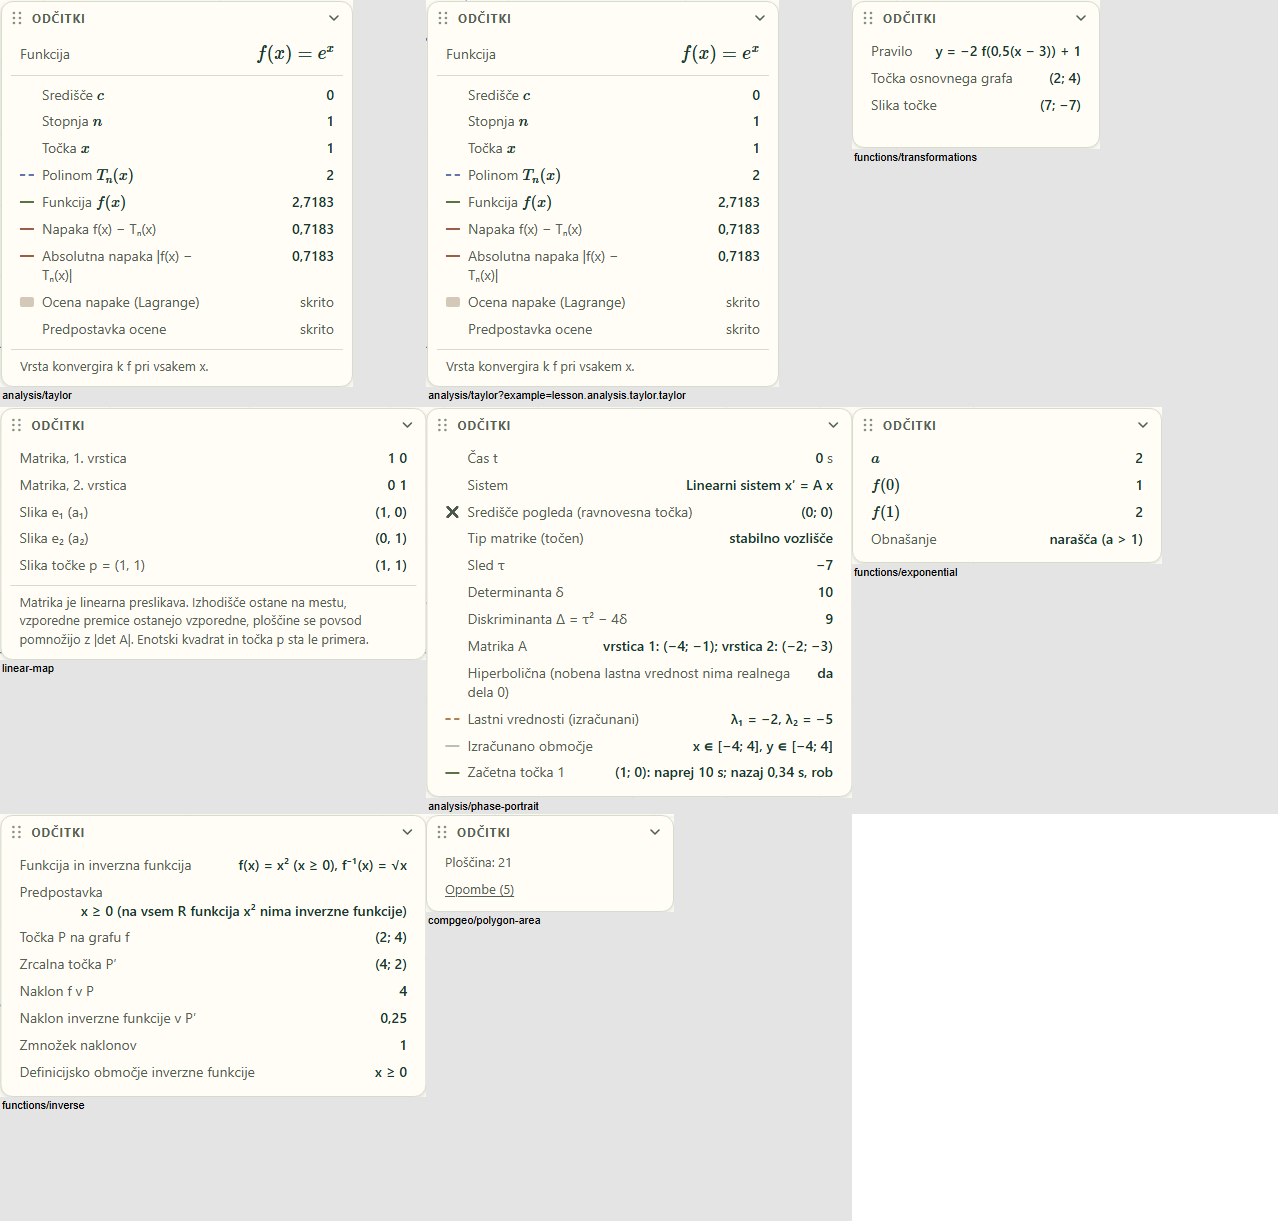 ODČITKI
Funkcija f(x) = eˣ
Središče c 0
Stopnja n 1
Točka x 1
Polinom Tₙ(x) 2
Funkcija f(x) 2,7183
Napaka f(x) − Tₙ(x) 0,7183
Absolutna napaka |f(x) − 0,7183
Tₙ(x)|
Ocena napake (Lagrange) skrito
Predpostavka ocene skrito
Vrsta konvergira k f pri vsakem x.
analysis/taylor
ODČITKI
Funkcija f(x) = eˣ
Središče c 0
Stopnja n 1
Točka x 1
Polinom Tₙ(x) 2
Funkcija f(x) 2,7183
Napaka f(x) − Tₙ(x) 0,7183
Absolutna napaka |f(x) − 0,7183
Tₙ(x)|
Ocena napake (Lagrange) skrito
Predpostavka ocene skrito
Vrsta konvergira k f pri vsakem x.
analysis/taylor?example=lesson.analysis.taylor.taylor
ODČITKI
Pravilo y = −2 f(0,5(x − 3)) + 1
Točka osnovnega grafa (2; 4)
Slika točke (7; −7)
functions/transformations
ODČITKI
Matrika, 1. vrstica 1 0
Matrika, 2. vrstica 0 1
Slika e₁ (a₁) (1, 0)
Slika e₂ (a₂) (0, 1)
Slika točke p = (1, 1) (1, 1)
Matrika je linearna preslikava. Izhodišče ostane na mestu,
vzporedne premice ostanejo vzporedne, ploščine se povsod
pomnožijo z |det A|. Enotski kvadrat in točka p sta le primera.
linear-map
ODČITKI
Čas t 0 s
Sistem Linearni sistem x′ = A x
Središče pogleda (ravnovesna točka) (0; 0)
Tip matrike (točen) stabilno vozlišče
Sled τ −7
Determinanta δ 10
Diskriminanta Δ = τ² − 4δ 9
Matrika A vrstica 1: (−4; −1); vrstica 2: (−2; −3)
Hiperbolična (nobena lastna vrednost nima realnega da
dela 0)
Lastni vrednosti (izračunani) λ₁ = −2, λ₂ = −5
Izračunano območje x ∈ [−4; 4], y ∈ [−4; 4]
Začetna točka 1 (1; 0): naprej 10 s; nazaj 0,34 s, rob
analysis/phase-portrait
ODČITKI
a 2
f(0) 1
f(1) 2
Obnašanje narašča (a > 1)
functions/exponential
ODČITKI
Funkcija in inverzna funkcija f(x) = x² (x ≥ 0), f⁻¹(x) = √x
Predpostavka
x ≥ 0 (na vsem R funkcija x² nima inverzne funkcije)
Točka P na grafu f (2; 4)
Zrcalna točka P′ (4; 2)
Naklon f v P 4
Naklon inverzne funkcije v P′ 0,25
Zmnožek naklonov 1
Definicijsko območje inverzne funkcije x ≥ 0
functions/inverse
ODČITKI
Ploščina: 21
Opombe (5)
compgeo/polygon-area